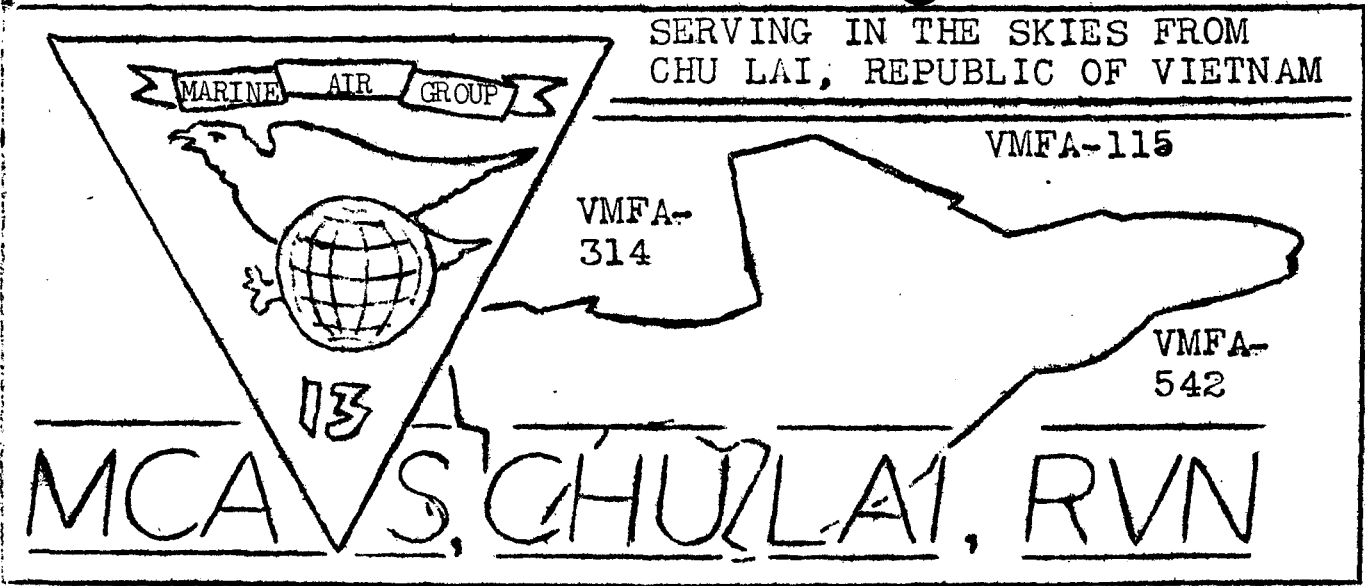 SERVING IN THE SKIES FROM
CHU LAI, REPUBLIC OF VIETNAM
MARINE AIR GROUP
VMFA-115
VMFA-
314
VMFA-
542
13
MCAS, CHU LAI, RVN